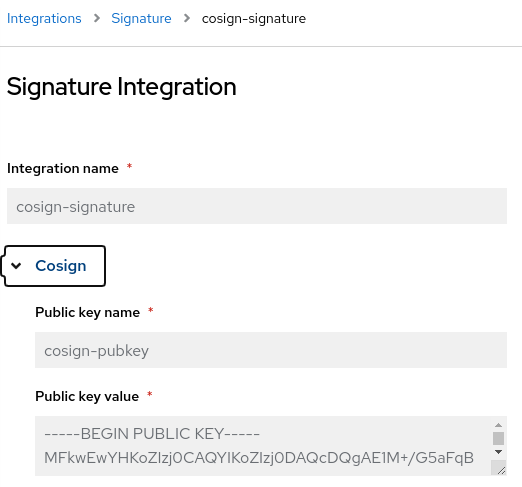 Integrations > Signature > cosign-signature
Signature Integration
Integration name *
cosign-signature
Cosign
Public key name *
cosign-pubkey
Public key value *
-----BEGIN PUBLIC KEY-----
MFkwEwYHKoZIzj0CAQYIKoZIzj0DAQcDQgAE1M+/G5aFqB